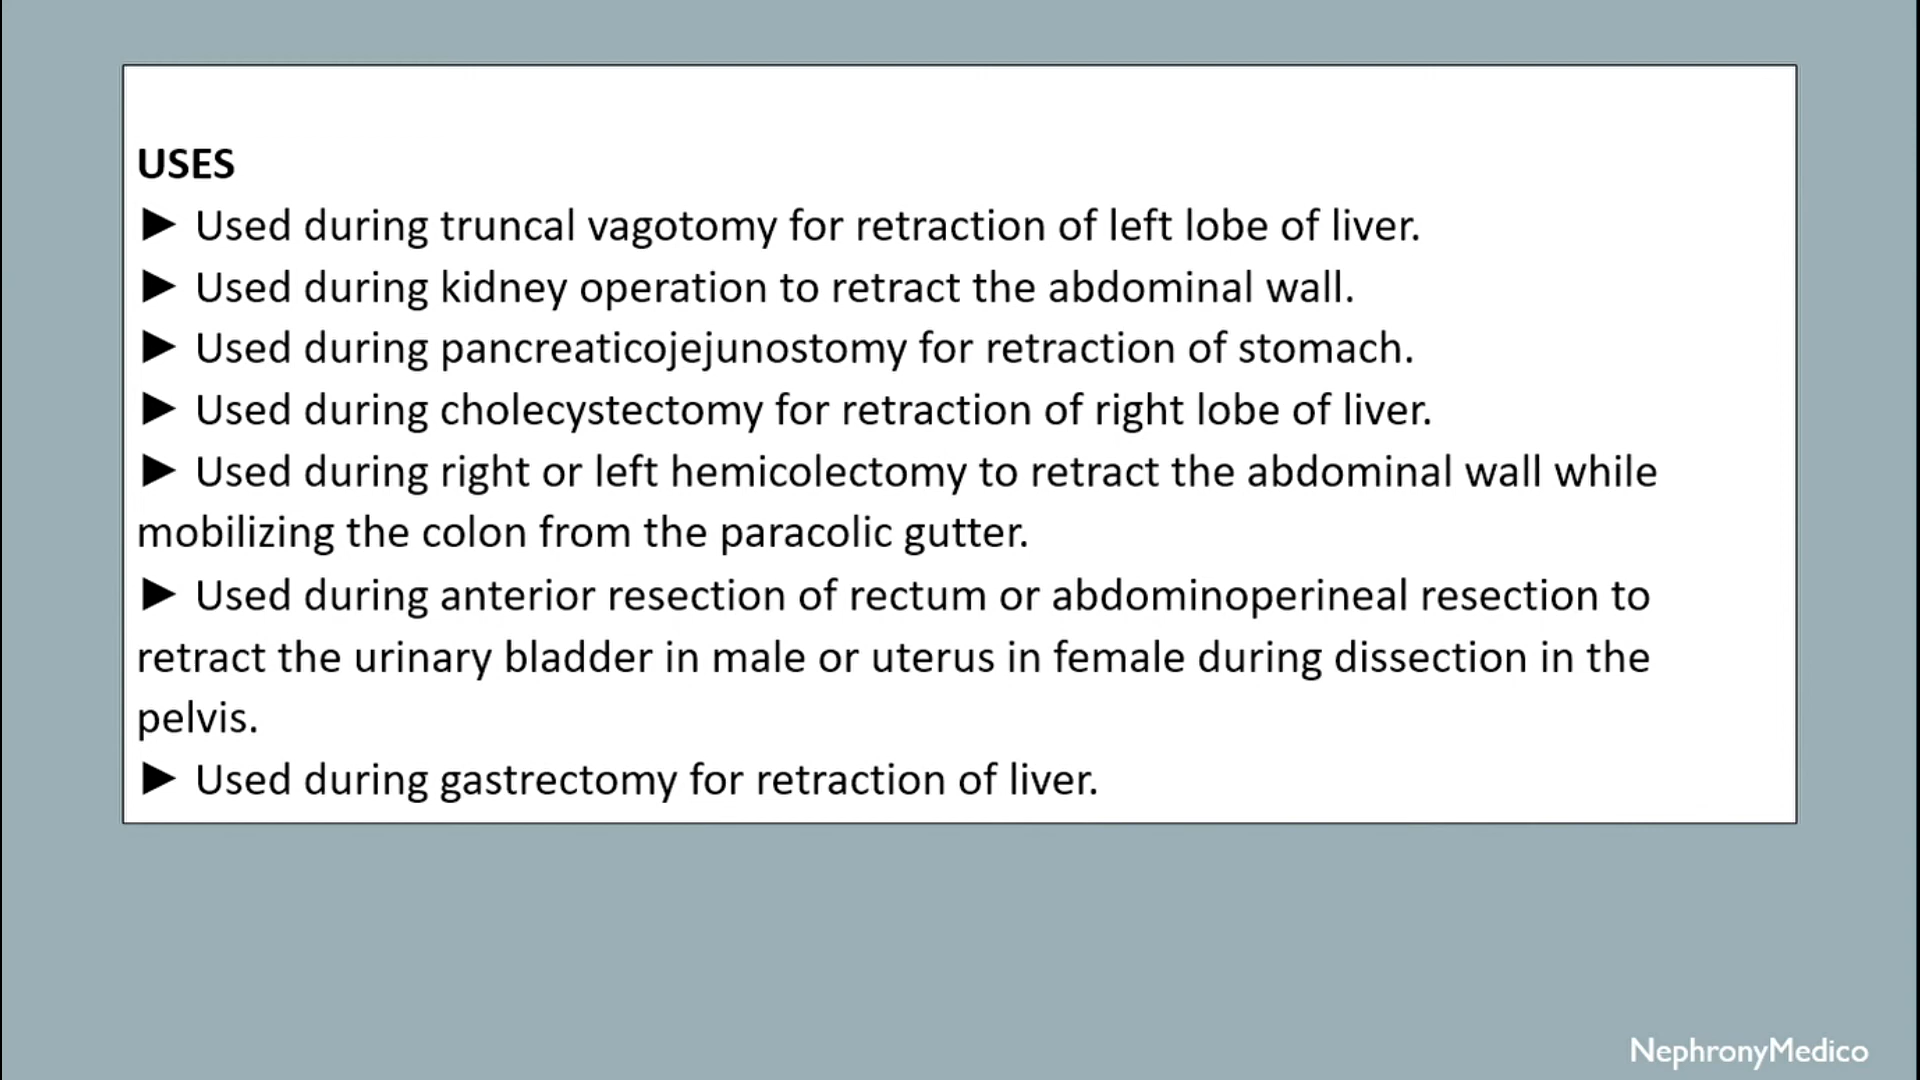 USES
► Used during truncal vagotomy for retraction of left lobe of liver.
► Used during kidney operation to retract the abdominal wall.
► Used during pancreaticojejunostomy for retraction of stomach.
► Used during cholecystectomy for retraction of right lobe of liver.
► Used during right or left hemicolectomy to retract the abdominal wall while
mobilizing the colon from the paracolic gutter.
► Used during anterior resection of rectum or abdominoperineal resection to
retract the urinary bladder in male or uterus in female during dissection in the
pelvis.
► Used during gastrectomy for retraction of liver.
NephronyMedico